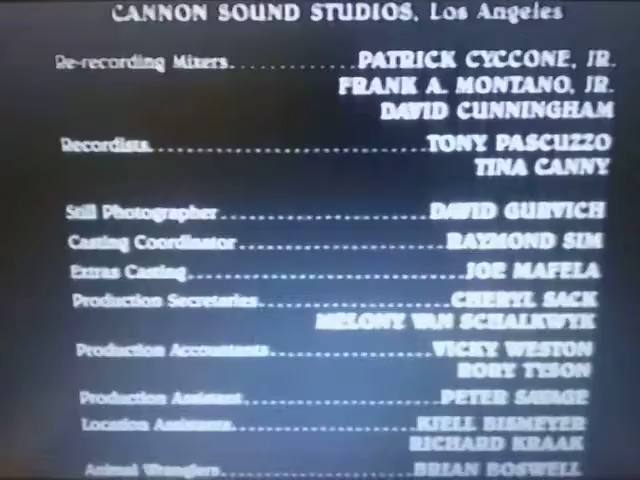 CANNON SOUND STUDIOS, Los Angeles
Re-recording Mixers............PATRICK CYCCONE, JR.
FRANK A. MONTANO, JR.
DAVID CUNNINGHAM
Recordists..........................TONY PASCUZZO
TINA CANNY
Still Photographer....................DAVID GURVICH
Casting Coordinator....................RAYMOND SIM
Extras Casting..........................JOE MAFELA
Production Secretaries..................CHERYL SACK
MELONY VAN SCHALKWYK
Production Accountants................VICKY WESTON
RORY TYSON
Production Assistant...................PETER SAVAGE
Location Assistants..................KJELL BISMEYER
RICHARD KRAAK
Animal Wranglers...................BRIAN BOSWELL